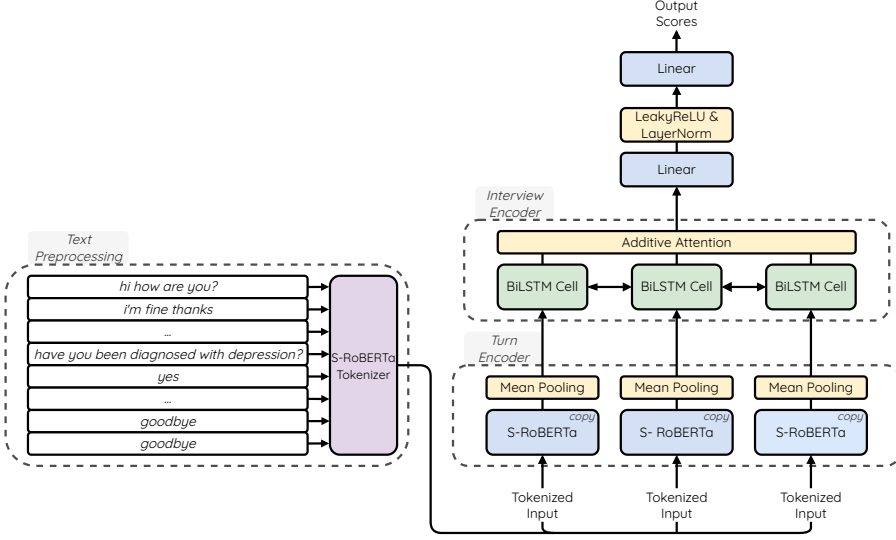 Output
Scores
Linear
LeakyReLU &
LayerNorm
Linear
Interview
Encoder
Additive Attention
BiLSTM Cell BiLSTM Cell BiLSTM Cell
Text
Preprocessing
hi how are you?
i'm fine thanks
...
have you been diagnosed with depression?
yes
...
goodbye
goodbye
S-RoBERTa
Tokenizer
Turn
Encoder
Mean Pooling Mean Pooling Mean Pooling
copy copy copy
S-RoBERTa S- RoBERTa S-RoBERTa
Tokenized Tokenized Tokenized
Input Input Input